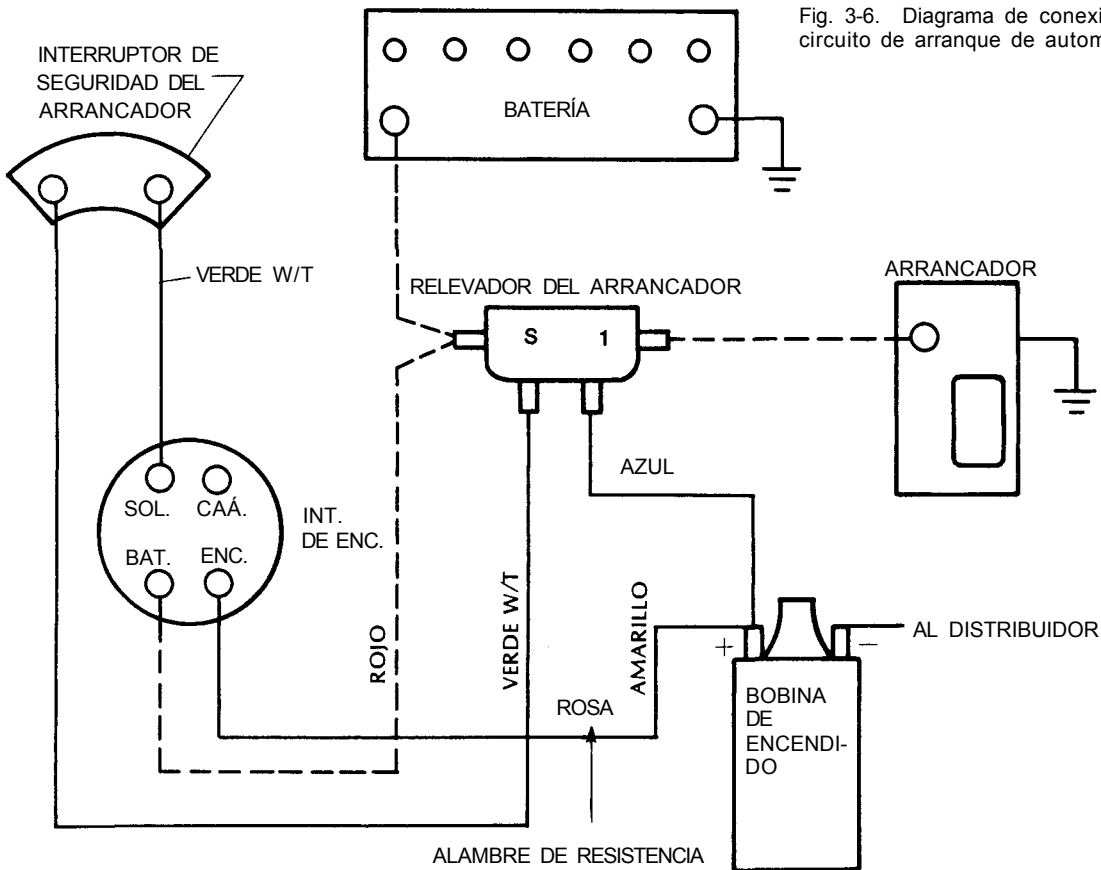 Fig. 3-6. Diagrama de conexi
circuito de arranque de autom
INTERRUPTOR DE
SEGURIDAD DEL
ARRANCADOR
BATERÍA
VERDE W/T
RELEVADOR DEL ARRANCADOR
ARRANCADOR
S 1
AZUL
SOL. CAÁ.
BAT. ENC.
INT.
DE ENC.
ROJO
VERDE W/T
AMARILLO
+ −
AL DISTRIBUIDOR
ROSA
BOBINA
DE
ENCENDI-
DO
ALAMBRE DE RESISTENCIA